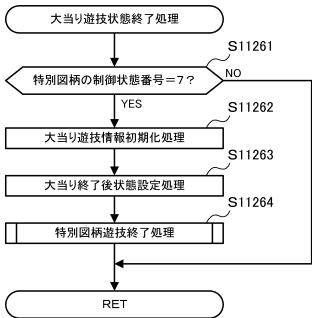 大当り遊技状態終了処理
S11261
特別図柄の制御状態番号＝7？
NO
YES
S11262
大当り遊技情報初期化処理
S11263
大当り終了後状態設定処理
S11264
特別図柄遊技終了処理
RET